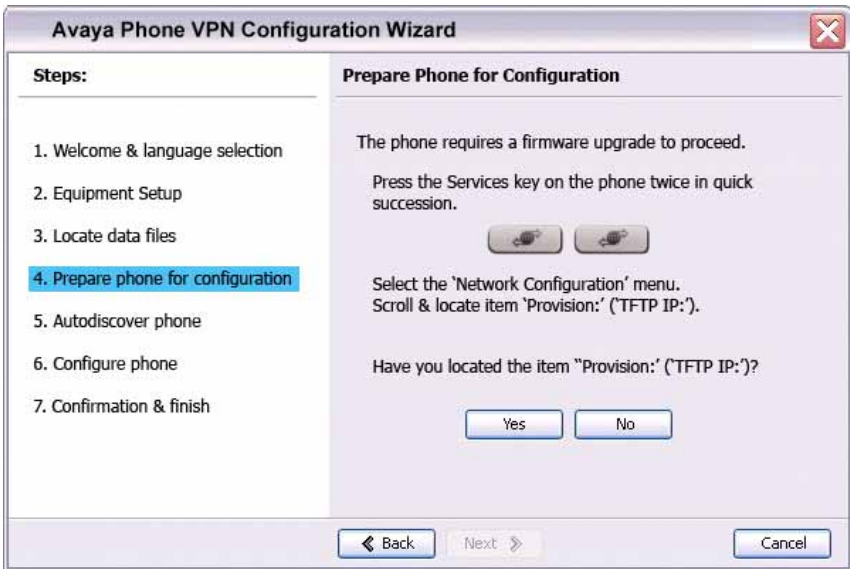 Avaya Phone VPN Configuration Wizard
Steps:
1. Welcome & language selection
2. Equipment Setup
3. Locate data files
4. Prepare phone for configuration
5. Autodiscover phone
6. Configure phone
7. Confirmation & finish
Prepare Phone for Configuration
The phone requires a firmware upgrade to proceed.
Press the Services key on the phone twice in quick
succession.
Select the ‘Network Configuration’ menu.
Scroll & locate item ‘Provision:’ (‘TFTP IP:’).
Have you located the item “Provision:’ (‘TFTP IP:’)?
Yes No
Back Next Cancel